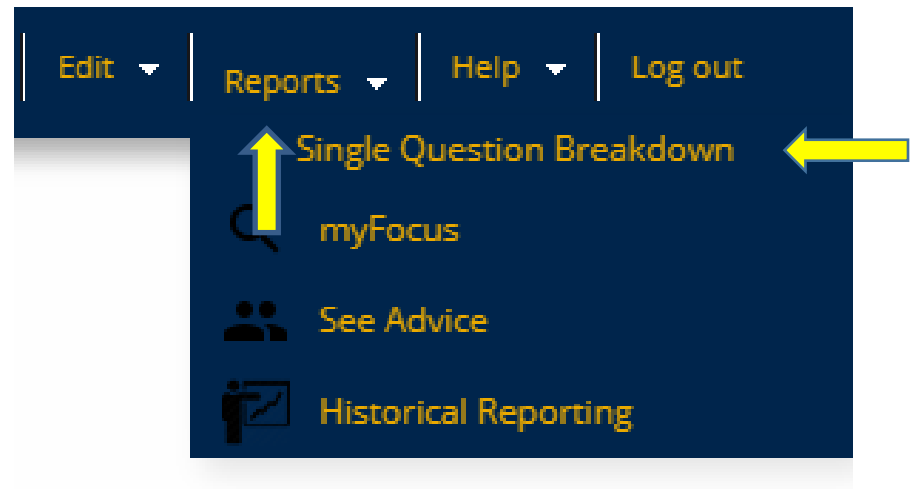 Edit Reports Help Log out
Single Question Breakdown
myFocus
See Advice
Historical Reporting